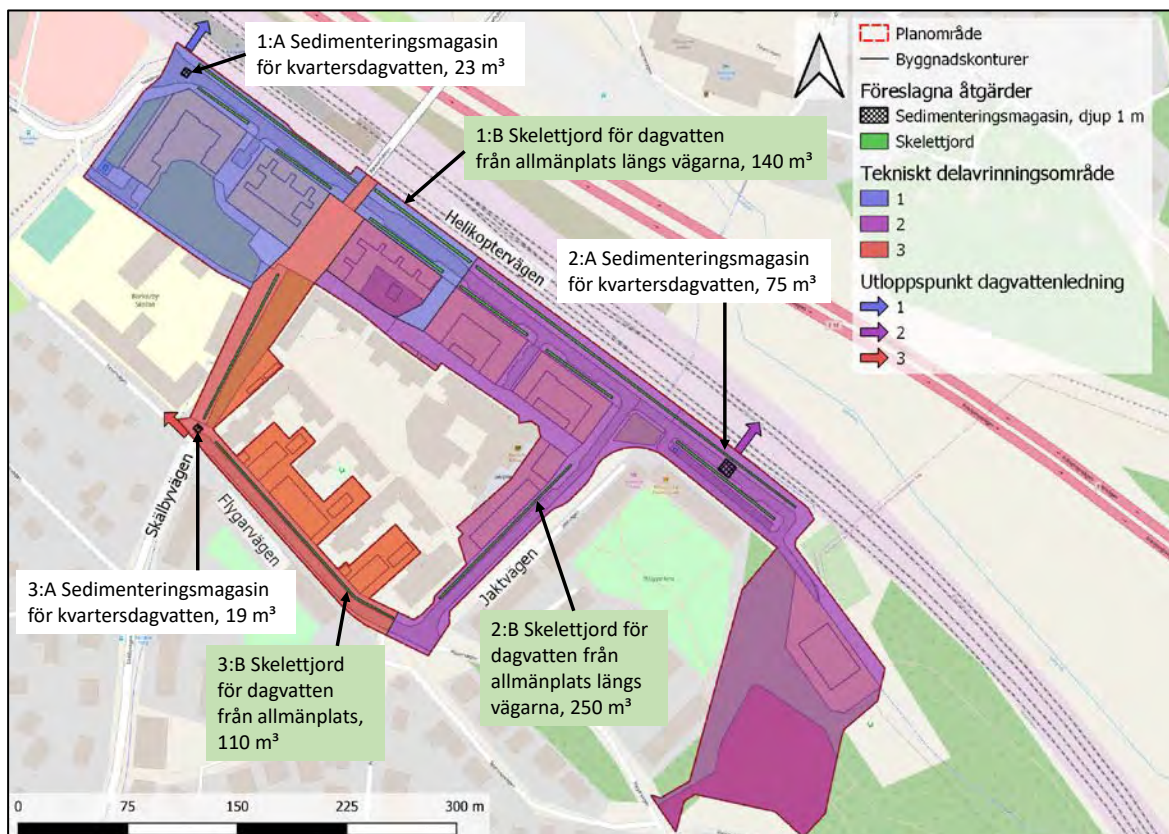 1:A Sedimenteringsmagasin
för kvartersdagvatten, 23 m³
1:B Skelettjord för dagvatten
från allmänplats längs vägarna, 140 m³
2:A Sedimenteringsmagasin
för kvartersdagvatten, 75 m³
Planområde
Byggnadskonturer
Föreslagna åtgärder
Sedimenteringsmagasin, djup 1 m
Skelettjord
Tekniskt delavrinningsområde
1
2
3
Utloppspunkt dagvattenledning
1
2
3
Helikoptervägen
Skälbyvägen
Flygarvägen
Jaktvägen
3:A Sedimenteringsmagasin
för kvartersdagvatten, 19 m³
3:B Skelettjord
för dagvatten
från allmänplats,
110 m³
2:B Skelettjord för
dagvatten från
allmänplats längs
vägarna, 250 m³
0 75 150 225 300 m